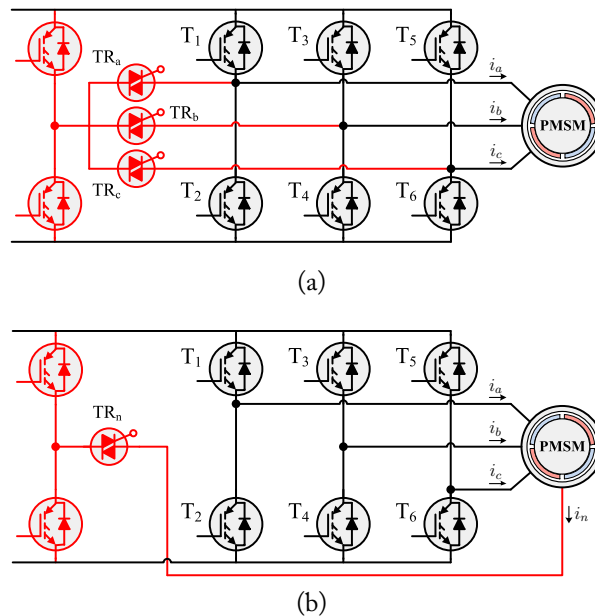 T1 T3 T5
TRa
ia
TRb
ib
PMSM
TRc
ic
T2 T4 T6
(a)
T1 T3 T5
ia
TRn
ib
PMSM
ic
T2 T4 T6
in
(b)